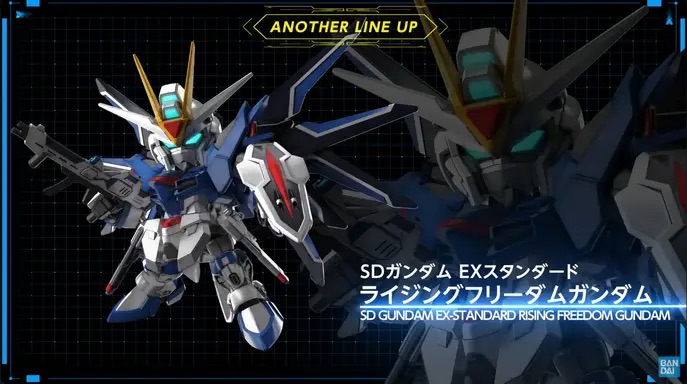 ANOTHER LINE UP
SDガンダム EXスタンダード
ライジングフリーダムガンダム
SD GUNDAM EX-STANDARD RISING FREEDOM GUNDAM
BAN
DAI